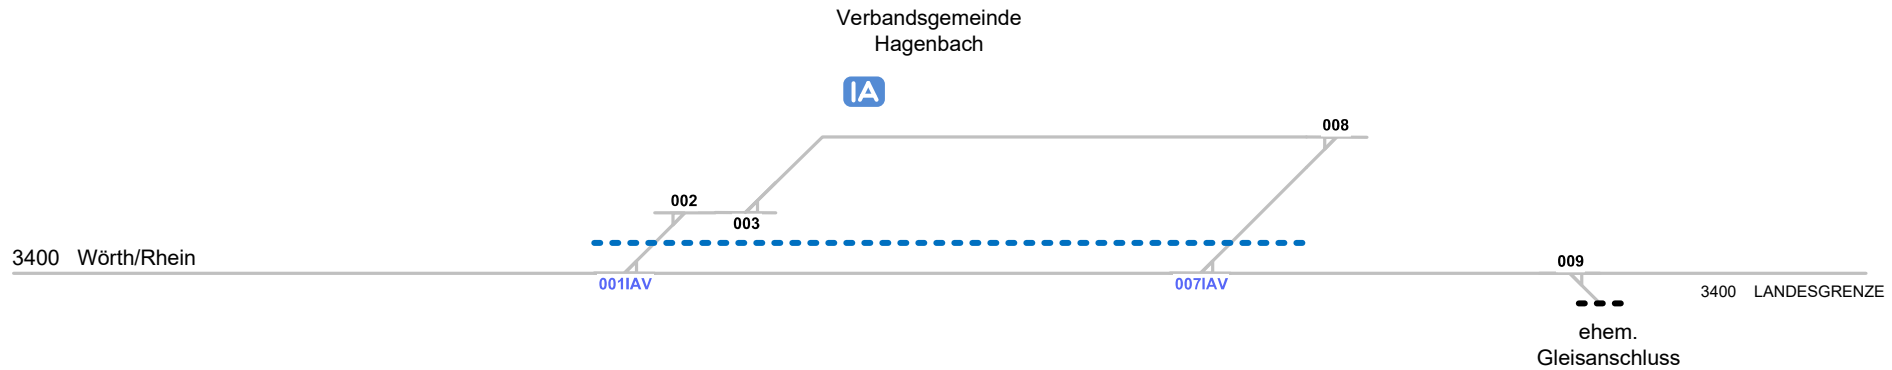 Verbandsgemeinde
Hagenbach
IA
008
002
003
3400 Wörth/Rhein
009
001IAV
007IAV
3400 LANDESGRENZE
ehem.
Gleisanschluss